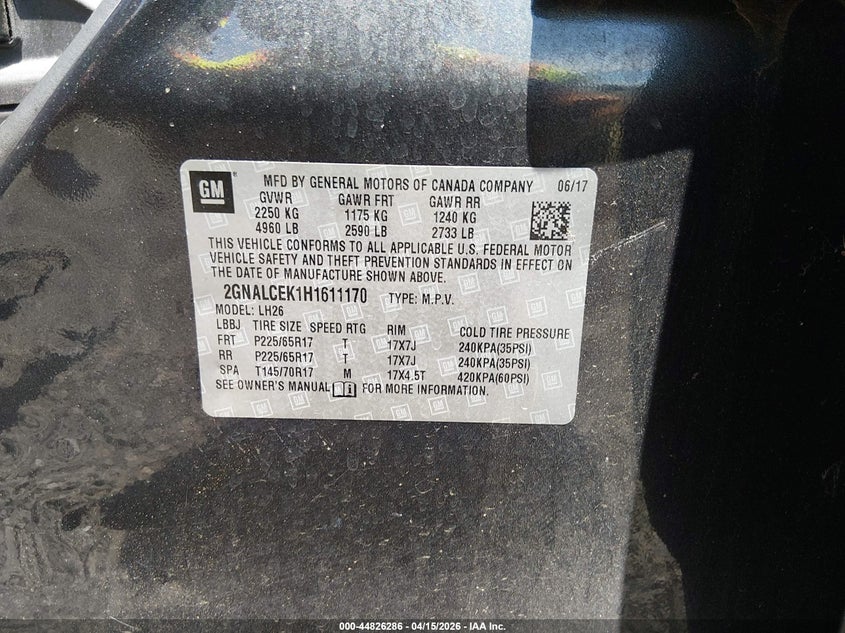 GM ® MFD BY GENERAL MOTORS OF CANADA COMPANY 06/17
GVWR GAWR FRT GAWR RR
2250 KG 1175 KG 1240 KG
4960 LB 2590 LB 2733 LB
THIS VEHICLE CONFORMS TO ALL APPLICABLE U.S. FEDERAL MOTOR
VEHICLE SAFETY AND THEFT PREVENTION STANDARDS IN EFFECT ON
THE DATE OF MANUFACTURE SHOWN ABOVE.
2GNALCEK1H1611170 TYPE: M.P.V.
MODEL: LH26
LBBJ TIRE SIZE SPEED RTG RIM COLD TIRE PRESSURE
FRT P225/65R17 T 17X7J 240KPA(35PSI)
RR P225/65R17 T 17X7J 240KPA(35PSI)
SPA T145/70R17 M 17X4.5T 420KPA(60PSI)
SEE OWNER'S MANUAL FOR MORE INFORMATION.
000-44826286 - 04/15/2026 - IAA Inc.